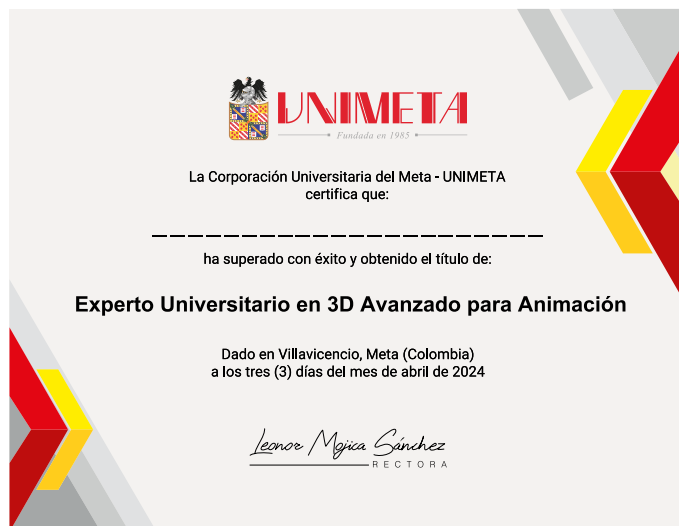 UNIMETA
Fundada en 1985
La Corporación Universitaria del Meta - UNIMETA
certifica que:
ha superado con éxito y obtenido el título de:
Experto Universitario en 3D Avanzado para Animación
Dado en Villavicencio, Meta (Colombia)
a los tres (3) días del mes de abril de 2024
Leonor Mojica Sánchez
RECTORA